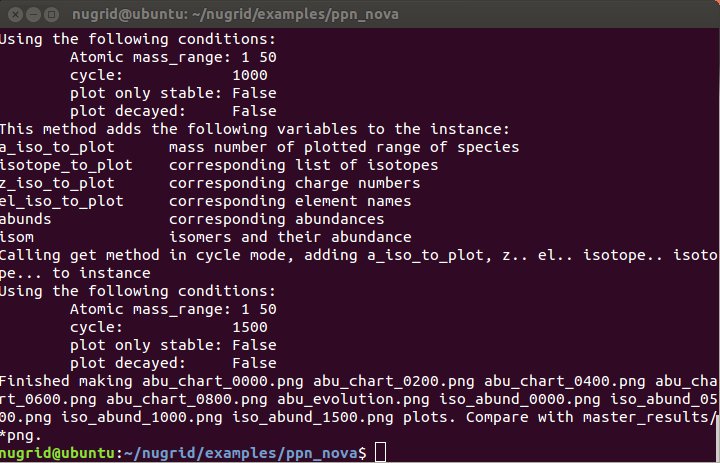 nugrid@ubuntu: ~/nugrid/examples/ppn_nova
Using the following conditions:
        Atomic mass_range: 1 50
        cycle:             1000
        plot only stable: False
        plot decayed:     False
This method adds the following variables to the instance:
a_iso_to_plot      mass number of plotted range of species
isotope_to_plot    corresponding list of isotopes
z_iso_to_plot      corresponding charge numbers
el_iso_to_plot     corresponding element names
abunds             corresponding abundances
isom               isomers and their abundance
Calling get method in cycle mode, adding a_iso_to_plot, z.. el.. isotope.. isoto
pe... to instance
Using the following conditions:
        Atomic mass_range: 1 50
        cycle:             1500
        plot only stable: False
        plot decayed:     False
Finished making abu_chart_0000.png abu_chart_0200.png abu_chart_0400.png abu_cha
rt_0600.png abu_chart_0800.png abu_evolution.png iso_abund_0000.png iso_abund_05
00.png iso_abund_1000.png iso_abund_1500.png plots. Compare with master_results/
*png.
nugrid@ubuntu:~/nugrid/examples/ppn_nova$